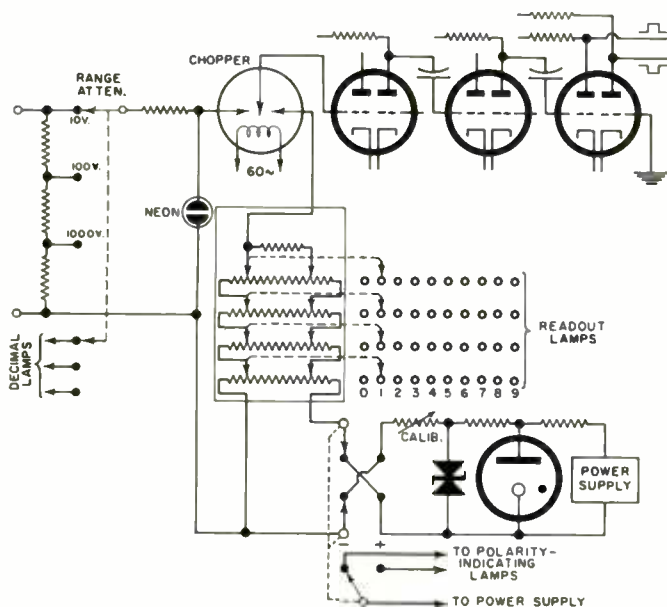 CHOPPER
RANGE
ATTEN.
10V.
100V.
1000V.
60~
NEON
DECIMAL
LAMPS
READOUT
LAMPS
0 1 2 3 4 5 6 7 8 9
CALIB.
POWER
SUPPLY
- +
TO POLARITY-
INDICATING
LAMPS
TO POWER SUPPLY